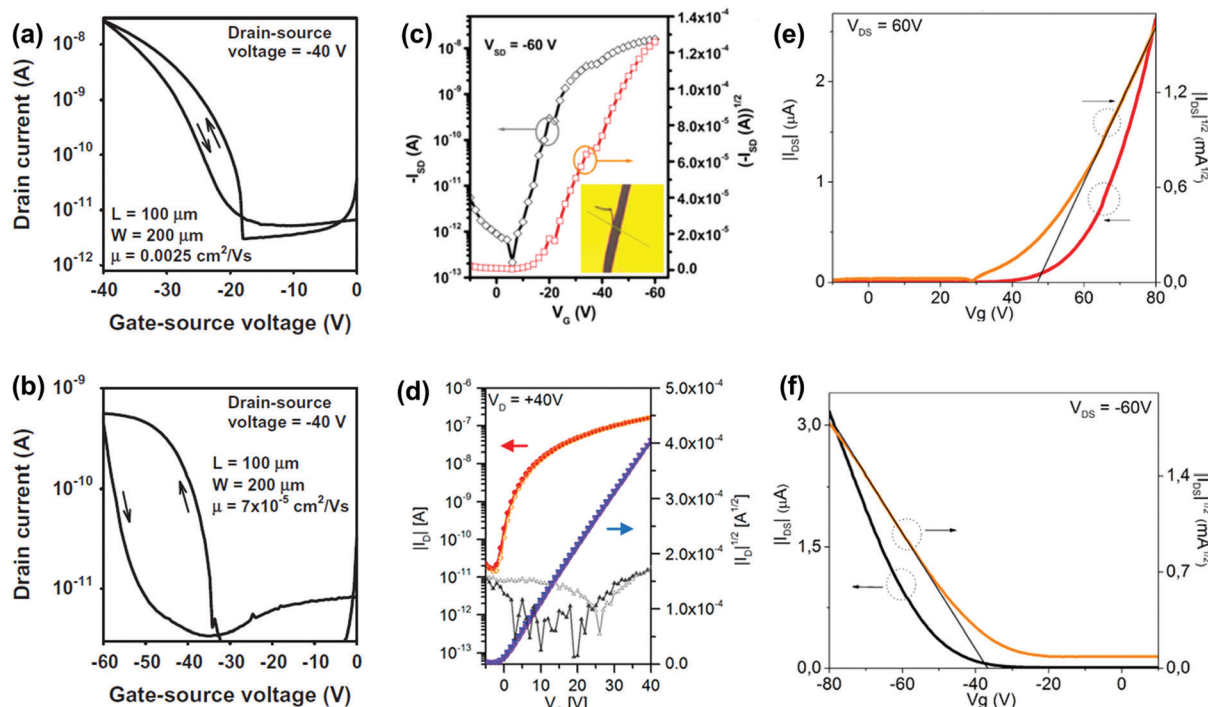 (a)
Drain-source
voltage = -40 V
10⁻⁸
10⁻⁹
10⁻¹⁰
10⁻¹¹
10⁻¹²
Drain current (A)
L = 100 μm
W = 200 μm
μ = 0.0025 cm²/Vs
-40 -30 -20 -10 0
Gate-source voltage (V)
(b)
Drain-source
voltage = -40 V
10⁻⁹
10⁻¹⁰
10⁻¹¹
Drain current (A)
L = 100 μm
W = 200 μm
μ = 7x10⁻⁵ cm²/Vs
-60 -50 -40 -30 -20 -10 0
Gate-source voltage (V)
(c)
V_SD = -60 V
10⁻⁸
10⁻⁹
10⁻¹⁰
10⁻¹¹
10⁻¹²
10⁻¹³
-I_SD (A)
1.4x10⁻⁴
1.2x10⁻⁴
1.0x10⁻⁴
8.0x10⁻⁵
6.0x10⁻⁵
4.0x10⁻⁵
2.0x10⁻⁵
0.0
(-I_SD (A))^1/2
0 -20 -40 -60
V_G (V)
(d)
V_D = +40V
10⁻⁶
10⁻⁷
10⁻⁸
10⁻⁹
10⁻¹⁰
10⁻¹¹
10⁻¹²
10⁻¹³
|I_D| [A]
5.0x10⁻⁴
4.0x10⁻⁴
3.0x10⁻⁴
2.0x10⁻⁴
1.0x10⁻⁴
0.0
|I_D|^1/2 [A^1/2]
0 5 10 15 20 25 30 35 40
[V]
(e)
V_DS = 60V
2
1
0
|I_DS| (μA)
1,2
0,6
0,0
|I_DS|^1/2 (mA^1/2)
0 20 40 60 80
Vg (V)
(f)
V_DS = -60V
3,0
1,5
0,0
|I_DS| (μA)
1,4
0,7
0,0
|I_DS|^1/2 (mA^1/2)
-80 -60 -40 -20 0
Vg (V)